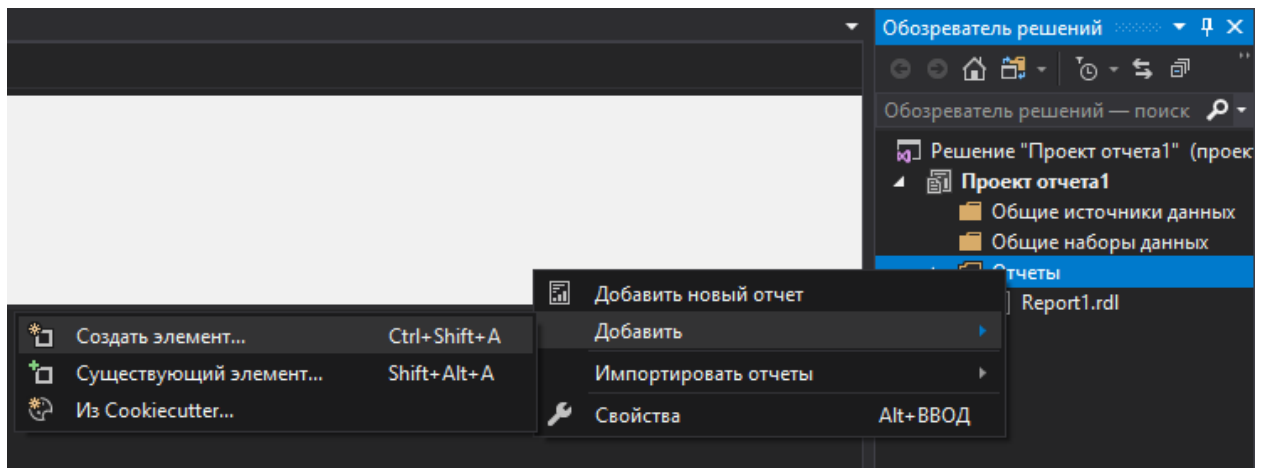 Обозреватель решений
Обозреватель решений — поиск
Решение "Проект отчета1" (проек
Проект отчета1
Общие источники данных
Общие наборы данных
Отчеты
Report1.rdl
Добавить новый отчет
Добавить
Импортировать отчеты
Свойства Alt+ВВОД
Создать элемент... Ctrl+Shift+A
Существующий элемент... Shift+Alt+A
Из Cookiecutter...